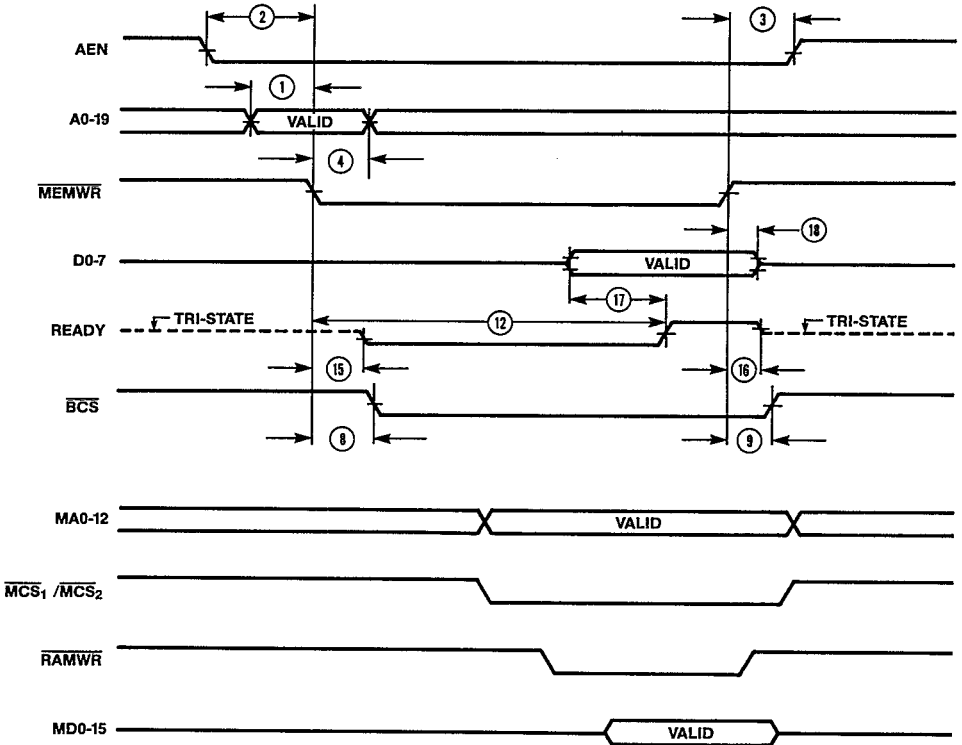 2
3
AEN
1
A0-19
VALID
4
MEMWR
18
D0-7
VALID
17
READY
TRI-STATE
12
TRI-STATE
15
16
BCS
8
9
MA0-12
VALID
MCS1 /MCS2
RAMWR
MD0-15
VALID